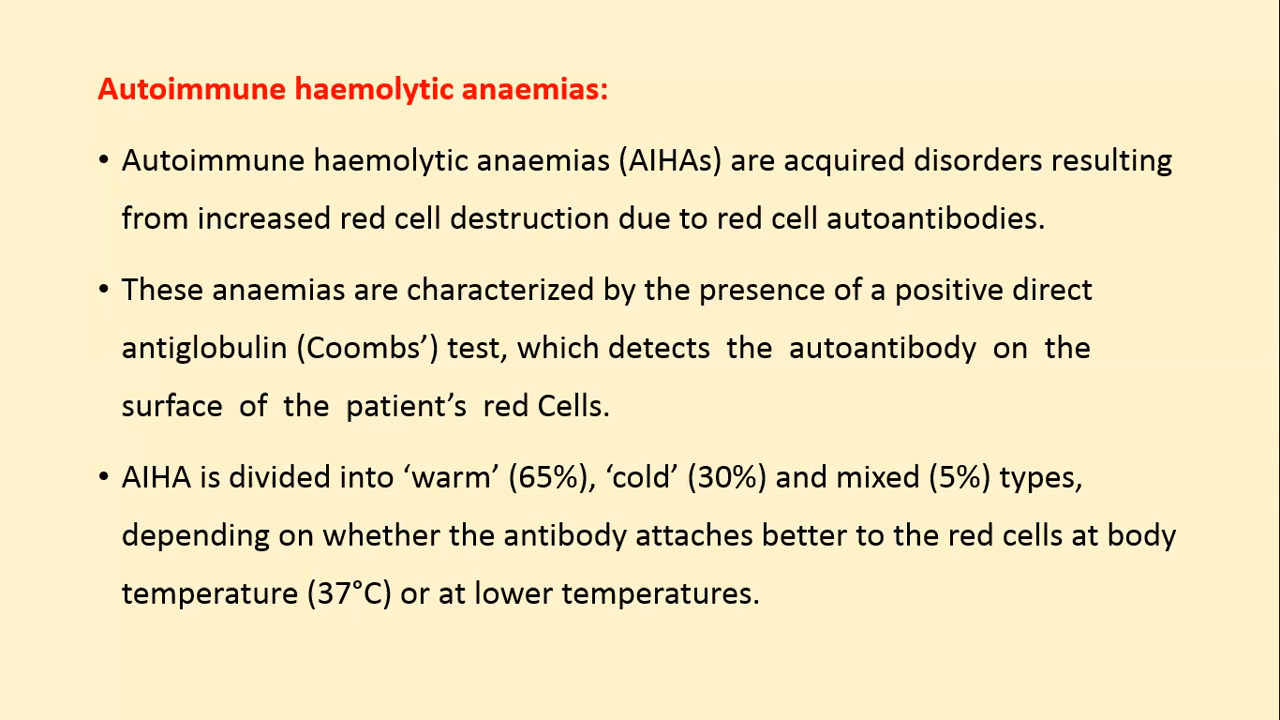 Autoimmune haemolytic anaemias:
• Autoimmune haemolytic anaemias (AIHAs) are acquired disorders resulting
from increased red cell destruction due to red cell autoantibodies.
• These anaemias are characterized by the presence of a positive direct
antiglobulin (Coombs’) test, which detects the autoantibody on the
surface of the patient’s red Cells.
• AIHA is divided into ‘warm’ (65%), ‘cold’ (30%) and mixed (5%) types,
depending on whether the antibody attaches better to the red cells at body
temperature (37°C) or at lower temperatures.